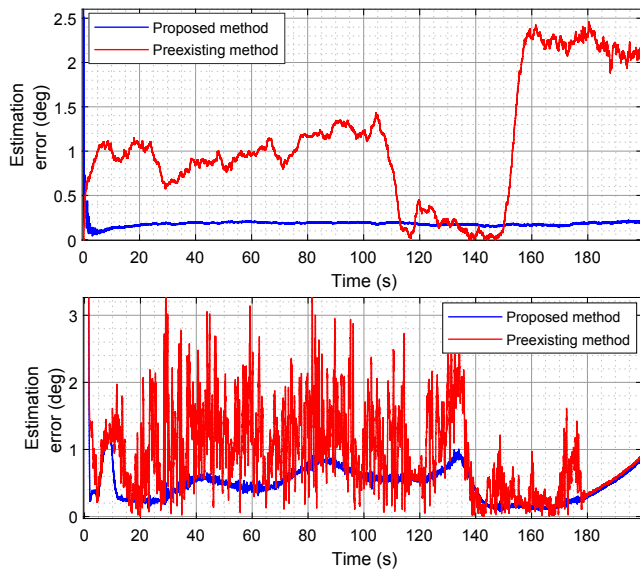 2.5
2
1.5
1
0.5
0
Estimation
error (deg)
Proposed method
Preexisting method
0 20 40 60 80 100 120 140 160 180
Time (s)
3
2
1
0
Estimation
error (deg)
Proposed method
Preexisting method
0 20 40 60 80 100 120 140 160 180
Time (s)